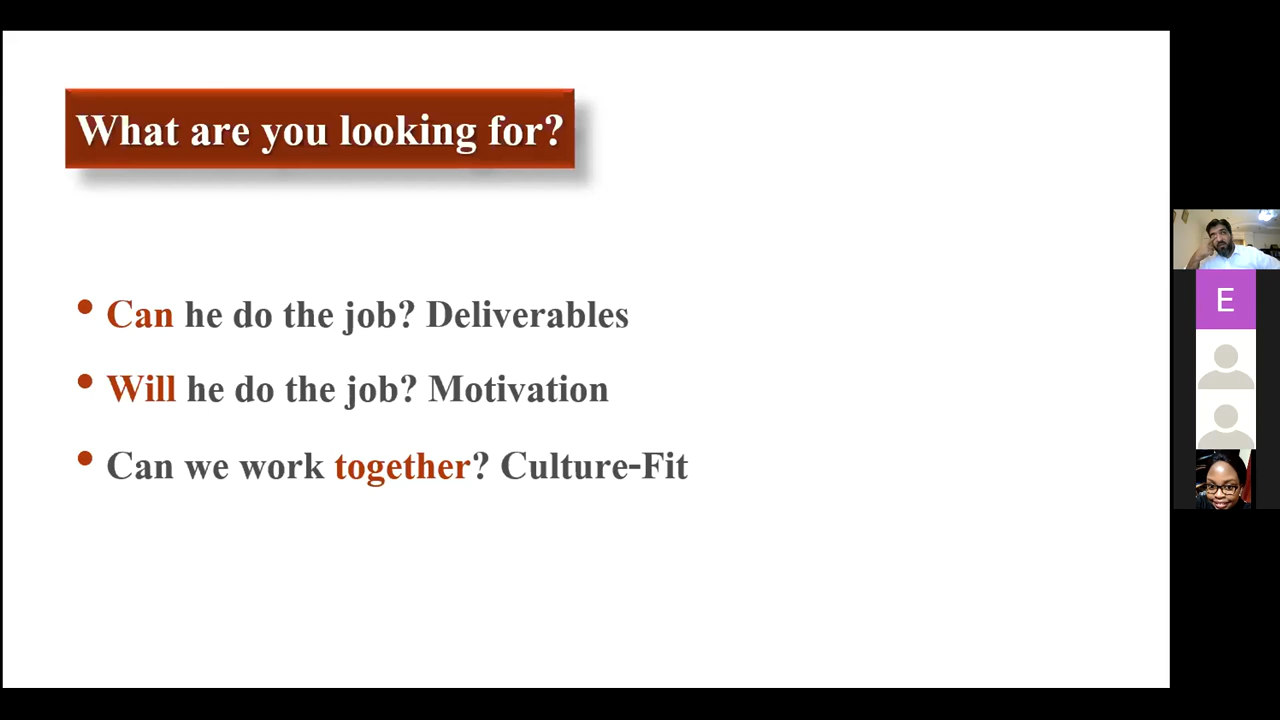 What are you looking for?
• Can he do the job? Deliverables
• Will he do the job? Motivation
• Can we work together? Culture-Fit
E